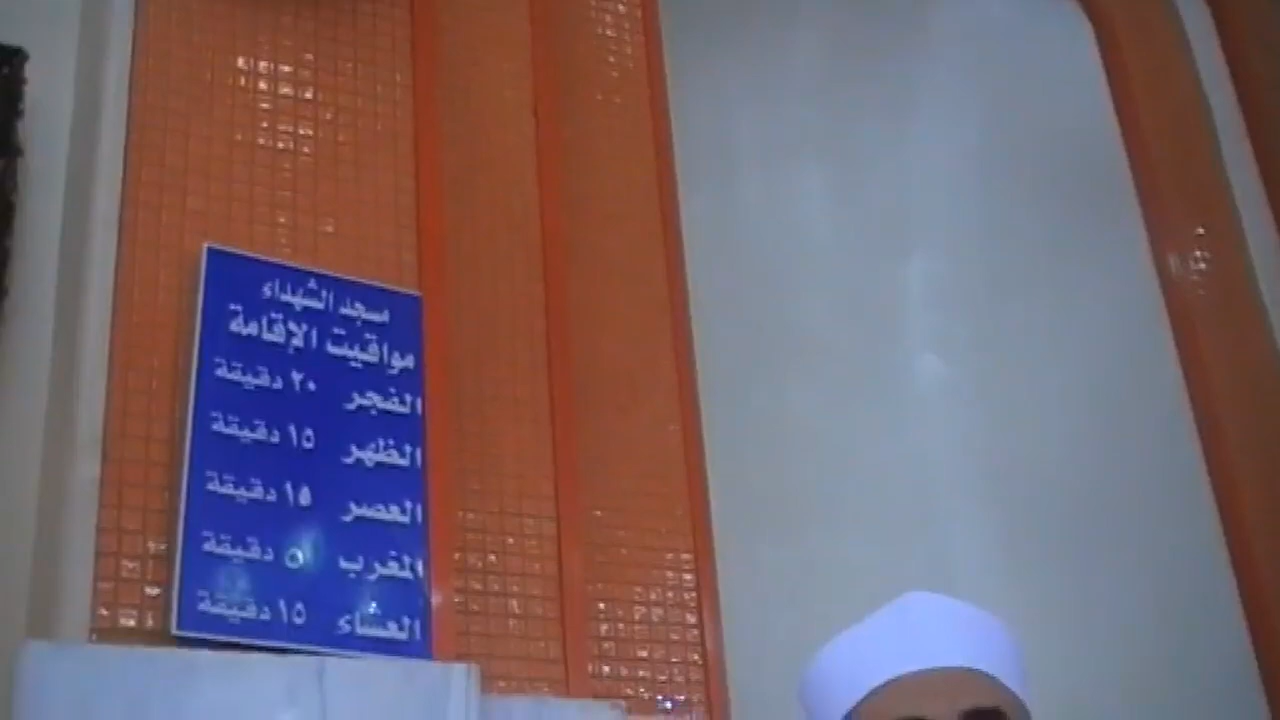 مسجد الشهداء
مواقيت الإقامة
الفجر ٢٠ دقيقة
الظهر ١٥ دقيقة
العصر ١٥ دقيقة
المغرب ٥ دقيقة
العشاء ١٥ دقيقة